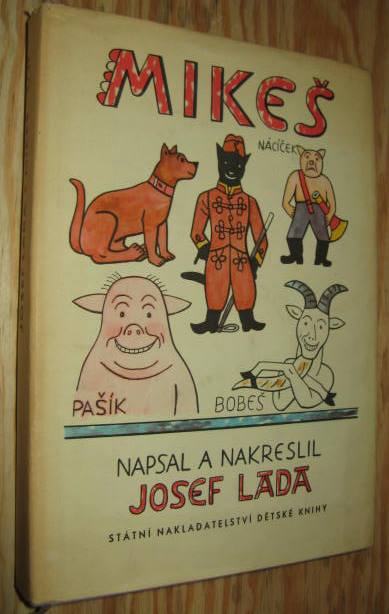 MIKEŠ
NÁCÍČEK
PAŠÍK
BOBEŠ
NAPSAL A NAKRESLIL
JOSEF LADA
STÁTNÍ NAKLADATELSTVÍ DĚTSKÉ KNIHY